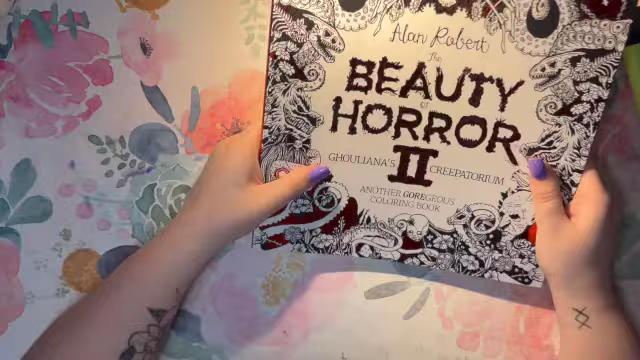 Alan Robert
The
BEAUTY
of
HORROR
II
GHOULIANA'S CREEPATORIUM
ANOTHER GOREGEOUS
COLORING BOOK